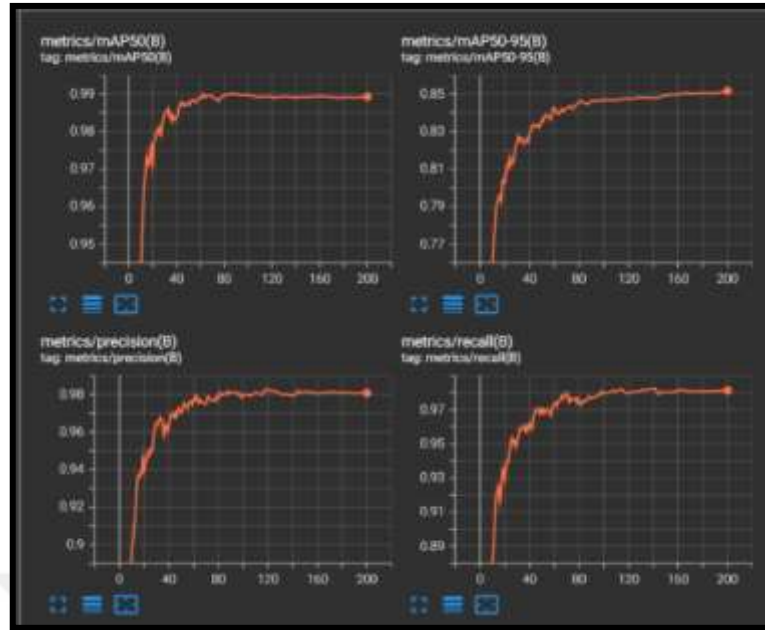 metrics/mAP50(B)
tag: metrics/mAP50(B)
0.99
0.98
0.97
0.96
0.95
0 40 80 120 160 200
metrics/mAP50-95(B)
tag: metrics/mAP50-95(B)
0.85
0.83
0.81
0.79
0.77
0 40 80 120 160 200
metrics/precision(B)
tag: metrics/precision(B)
0.98
0.96
0.94
0.92
0.9
0 40 80 120 160 200
metrics/recall(B)
tag: metrics/recall(B)
0.97
0.95
0.93
0.91
0.89
0 40 80 120 160 200